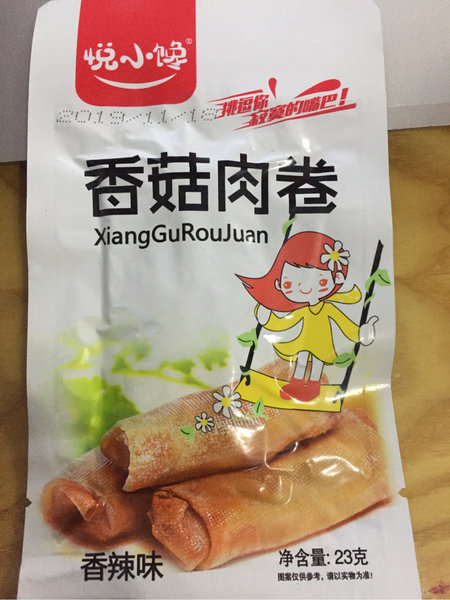 悦小馋®
2019/11/18
挑逗你
寂寞的嘴巴!
香菇肉卷
XiangGuRouJuan
香辣味
净含量: 23克
图案仅供参考，请以实物为准!